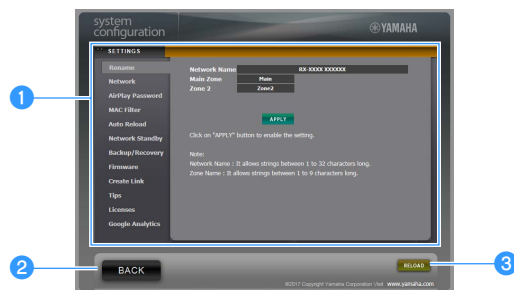 system
configuration
YAMAHA
SETTINGS
Rename
Network
AirPlay Password
MAC Filter
Auto Reload
Network Standby
Backup/Recovery
Firmware
Create Link
Tips
Licenses
Google Analytics
Network Name RX-XXXX XXXXXX
Main Zone Main
Zone 2 Zone2
APPLY
Click on "APPLY" button to enable the setting.
Note:
Network Name : It allows strings between 1 to 32 characters long.
Zone Name : It allows strings between 1 to 9 characters long.
1
2
BACK
RELOAD
3
©2017 Copyright Yamaha Corporation Visit www.yamaha.com